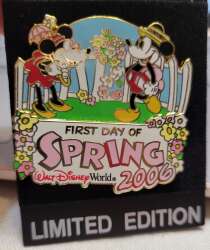 FIRST DAY OF
SPRING
Walt Disney World®
2006
LIMITED EDITION